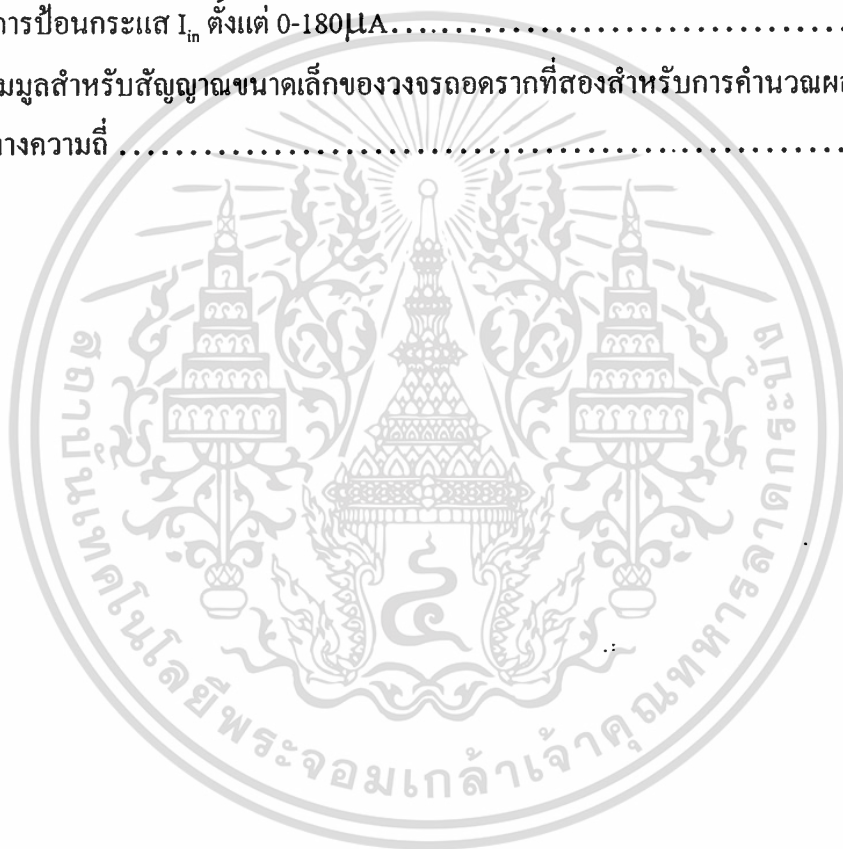 การป้อนกระแส I_in ตั้งแต่ 0-180μA......................................
มมูลสำหรับสัญญาณขนาดเล็กของวงจรถอดรากที่สองสำหรับการคำนวณผล
ทางความถี่ ............................................................
สถาบันเทคโนโลยีพระจอมเกล้าเจ้าคุณทหารลาดกระบัง
๔